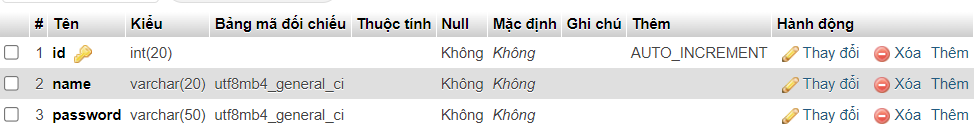 # Tên Kiểu Bảng mã đối chiếu Thuộc tính Null Mặc định Ghi chú Thêm Hành động
1 id int(20) Không Không AUTO_INCREMENT Thay đổi Xóa Thêm
2 name varchar(20) utf8mb4_general_ci Không Không Thay đổi Xóa Thêm
3 password varchar(50) utf8mb4_general_ci Không Không Thay đổi Xóa Thêm